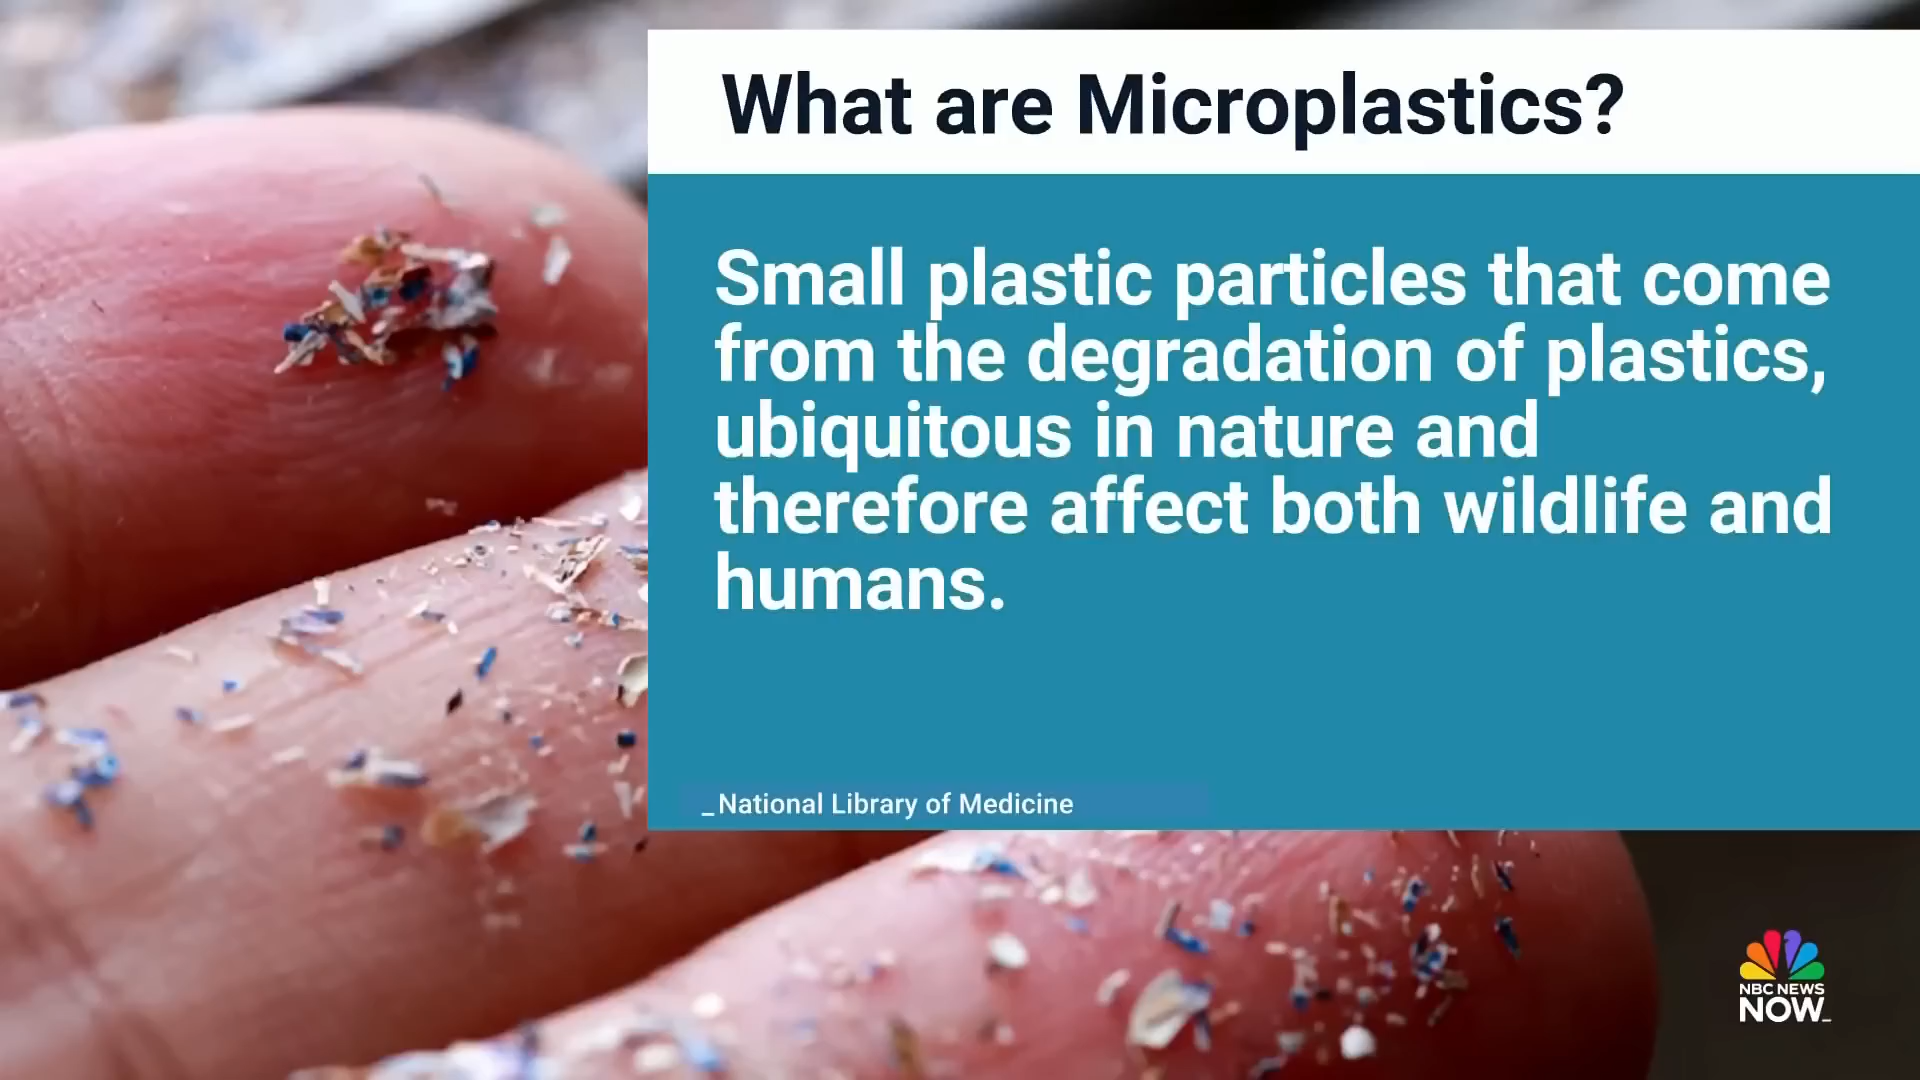 What are Microplastics?
Small plastic particles that come
from the degradation of plastics,
ubiquitous in nature and
therefore affect both wildlife and
humans.
_National Library of Medicine
NBC NEWS
NOW_